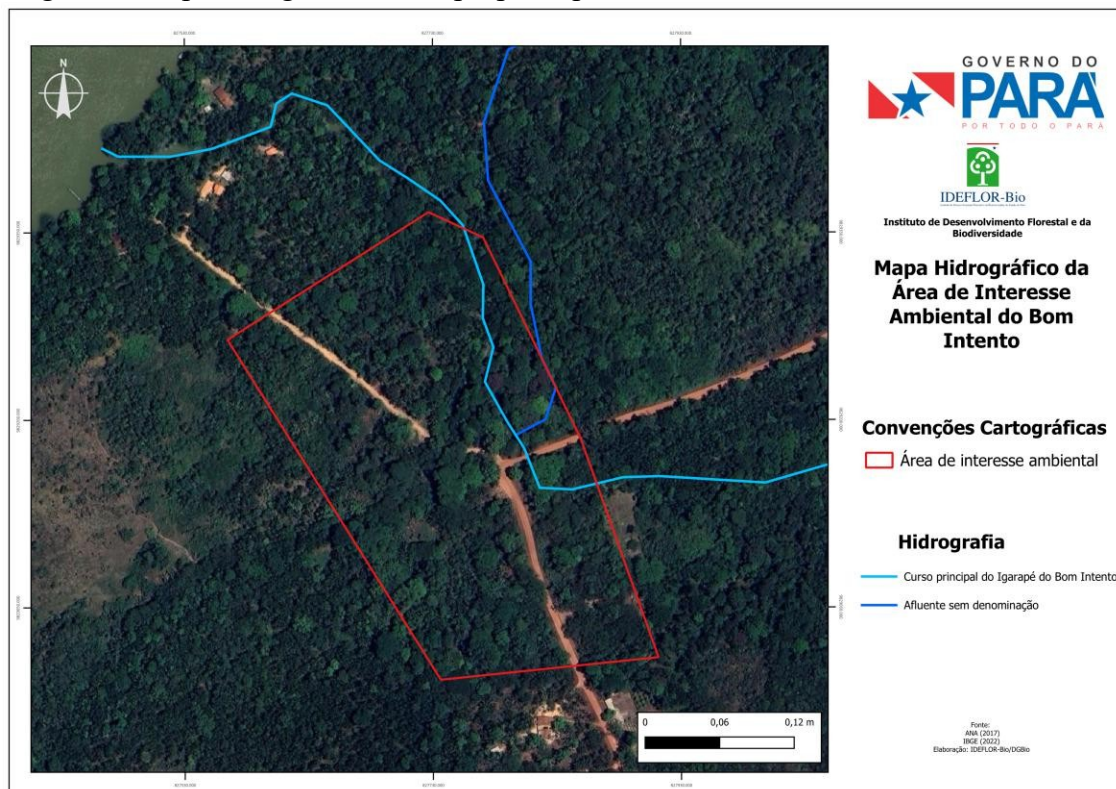 N
0
0,06
0,12 m
GOVERNO DO
PARÁ
POR TODO O PARÁ
IDEFLOR-Bio
Instituto de Desenvolvimento Florestal e da
Biodiversidade
Mapa Hidrográfico da
Área de Interesse
Ambiental do Bom
Intento
Convenções Cartográficas
Área de interesse ambiental
Hidrografia
Curso principal do Igarapé do Bom Intento
Afluente sem denominação
Fonte:
ANA (2017)
IBGE (2022)
Elaboração: IDEFLOR-Bio/DGBio